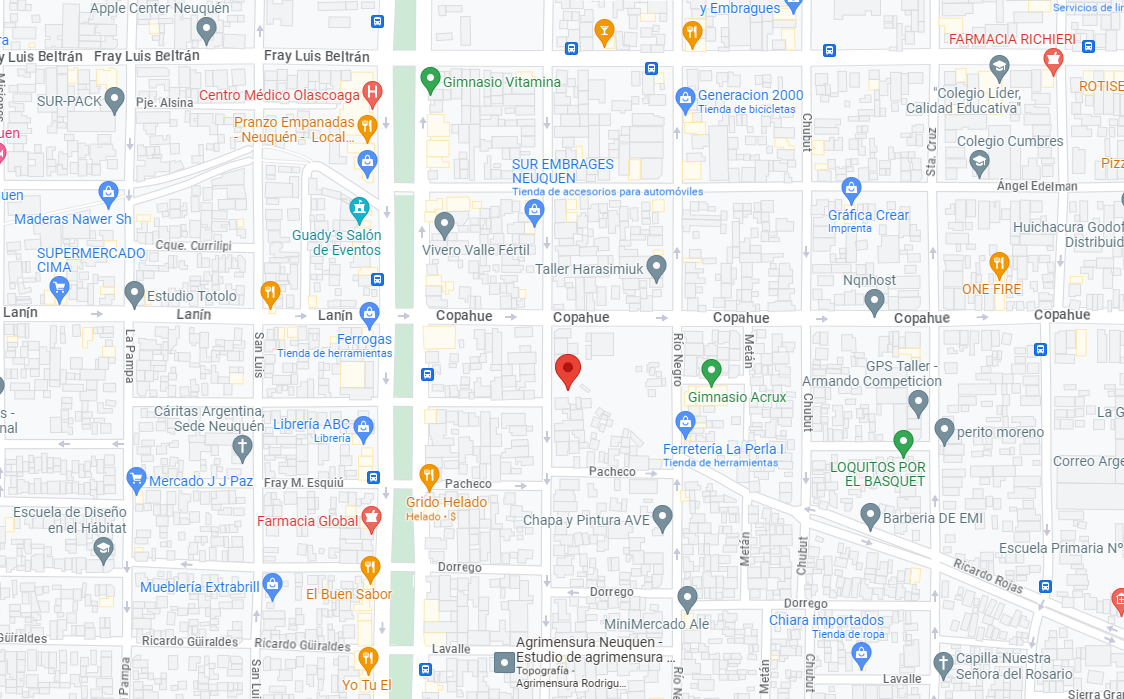 Apple Center Neuquén
y Embragues
Servicios de lin
FARMACIA RICHIERI
ra
y Luis Beltrán
Fray Luis Beltrán
Fray Luis Beltrán
Gimnasio Vitamina
"Colegio Líder,
Calidad Educativa"
ROTISE
Misiones
SUR-PACK
Pje. Alsina
Centro Médico Olascoaga
Generacion 2000
Tienda de bicicletas
Pranzo Empanadas
- Neuquén - Local...
Chubut
Sta. Cruz
Colegio Cumbres
uen
SUR EMBRAGES
NEUQUEN
Tienda de accesorios para automóviles
Pizz
Ángel Edelman
uen
Maderas Nawer Sh
Gráfica Crear
Imprenta
Guady´s Salón
de Eventos
Vivero Valle Fértil
Huichacura Godof
Distribuid
Cque. Currilipi
SUPERMERCADO
CIMA
Taller Harasimiuk
Nqnhost
ONE FIRE
Estudio Totolo
Lanín
Lanín
Lanín
Copahue
Copahue
Copahue
Copahue
Copahue
Ferrogas
Tienda de herramientas
La Pampa
San Luis
Río Negro
Metán
GPS Taller -
Armando Competicion
Gimnasio Acrux
Chubut
s -
nal
Cáritas Argentina,
Sede Neuquén
Librería ABC
Librería
La G
perito moreno
Ferretería La Perla I
Tienda de herramientas
LOQUITOS POR
EL BASQUET
Correo Arge
Pacheco
Mercado J J Paz
Fray M. Esquiú
Pacheco
Grido Helado
Helado • $
Escuela de Diseño
en el Hábitat
Farmacia Global
Chapa y Pintura AVE
Barberia DE EMI
Metán
Chubut
Escuela Primaria Nº
Dorrego
Ricardo Rojas
Mueblería Extrabrill
El Buen Sabor
Dorrego
Dorrego
MiniMercado Ale
Chiara importados
Tienda de ropa
Güiraldes
Ricardo Güiraldes
Ricardo Güiraldes
Lavalle
Agrimensura Neuquen -
Estudio de agrimensura ...
Topografía -
Agrimensura Rodrigu...
Pampa
San Lui
Río Ne
Metán
Chubut
Capilla Nuestra
Señora del Rosario
Lavalle
Yo Tu El
Sierra Gran